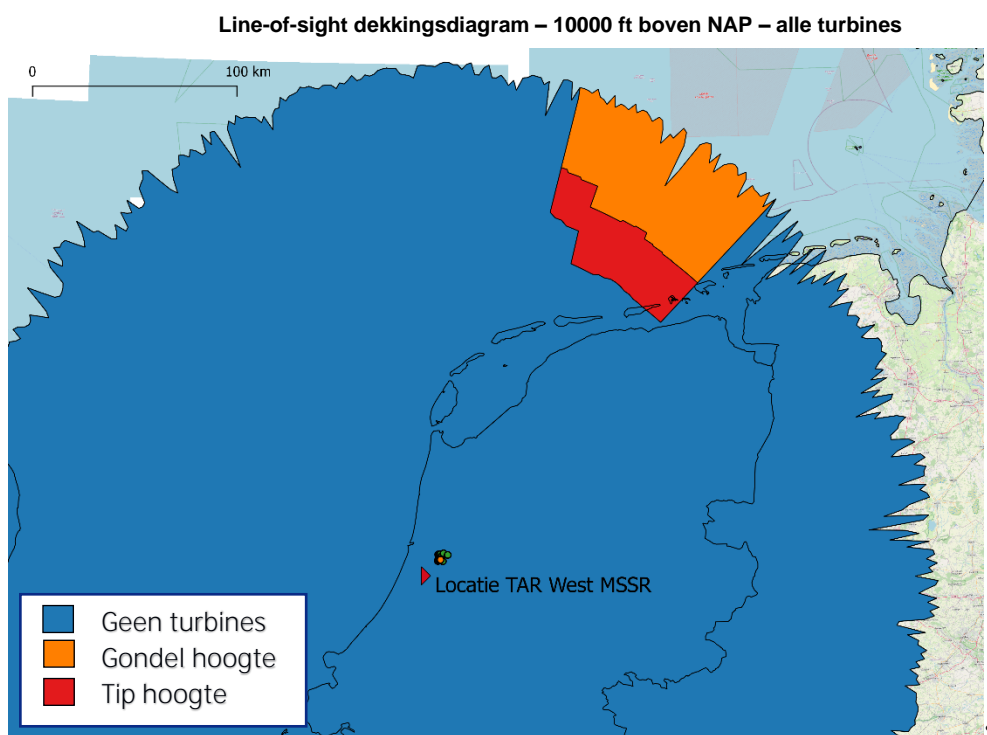 Line-of-sight dekkingsdiagram – 10000 ft boven NAP – alle turbines
0 100 km
Locatie TAR West MSSR
Geen turbines
Gondel hoogte
Tip hoogte